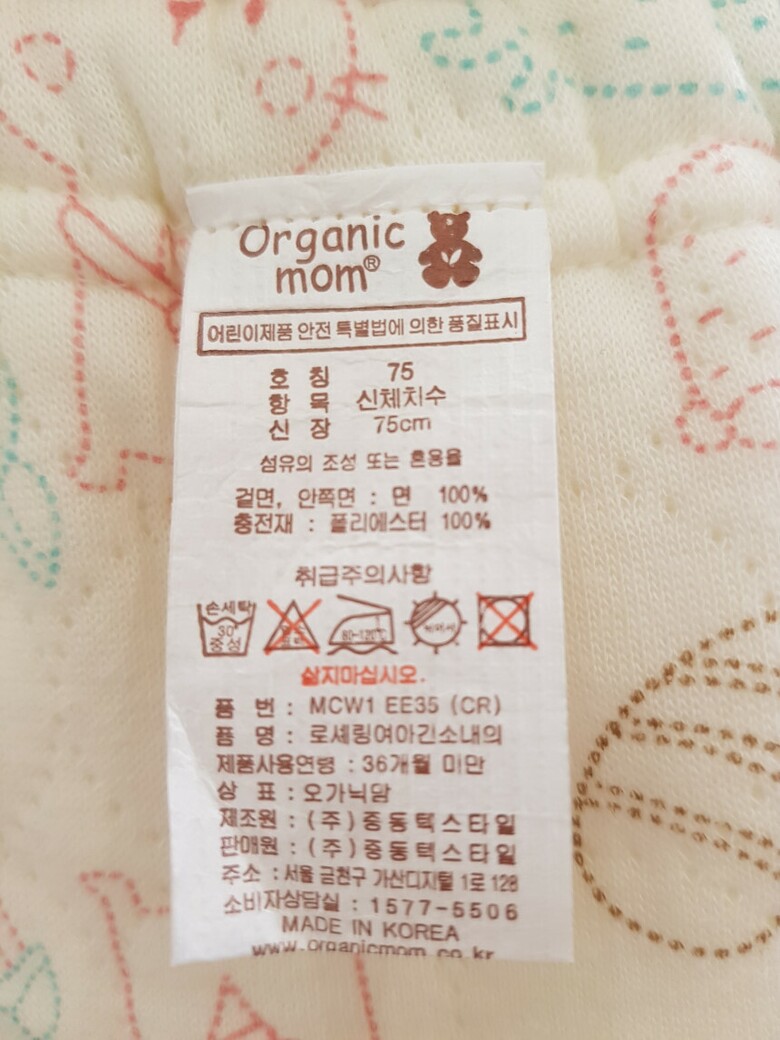 Organic
mom®
어린이제품 안전 특별법에 의한 품질표시
호 칭 75
항 목 신체치수
신 장 75cm
섬유의 조성 또는 혼용율
겉면, 안쪽면 : 면 100%
충전재 : 폴리에스터 100%
취급주의사항
손세탁
30°
중성
80~120℃
삶지마십시오.
품 번 : MCW1 EE35 (CR)
품 명 : 로셰링여아긴소내의
제품사용연령 : 36개월 미만
상 표 : 오가닉맘
제조원 : (주)중동텍스타일
판매원 : (주)중동텍스타일
주소 : 서울 금천구 가산디지털 1로 128
소비자상담실 : 1577-5506
MADE IN KOREA
www.organicmom.co.kr